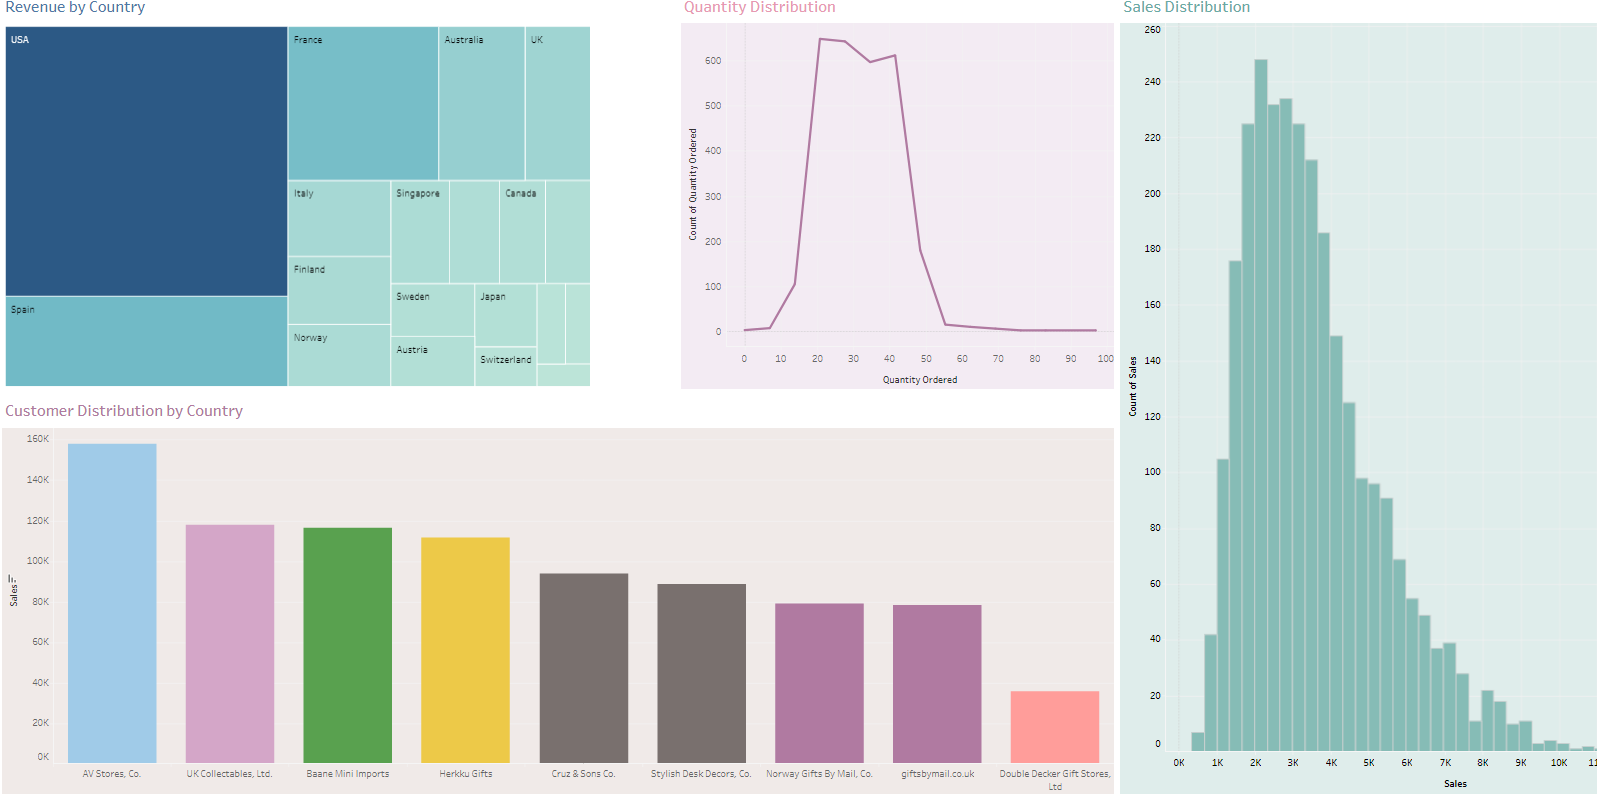 Revenue by Country
USA
France
Australia
UK
Italy
Singapore
Canada
Finland
Spain
Sweden
Japan
Norway
Austria
Switzerland
Quantity Distribution
Count of Quantity Ordered
600
500
400
300
200
100
0
0 10 20 30 40 50 60 70 80 90 100
Quantity Ordered
Sales Distribution
Count of Sales
260
240
220
200
180
160
140
120
100
80
60
40
20
0
0K 1K 2K 3K 4K 5K 6K 7K 8K 9K 10K 11
Sales
Customer Distribution by Country
Sales
160K
140K
120K
100K
80K
60K
40K
20K
0K
AV Stores, Co.
UK Collectables, Ltd.
Baane Mini Imports
Herkku Gifts
Cruz & Sons Co.
Stylish Desk Decors, Co.
Norway Gifts By Mail, Co.
giftsbymail.co.uk
Double Decker Gift Stores,
Ltd